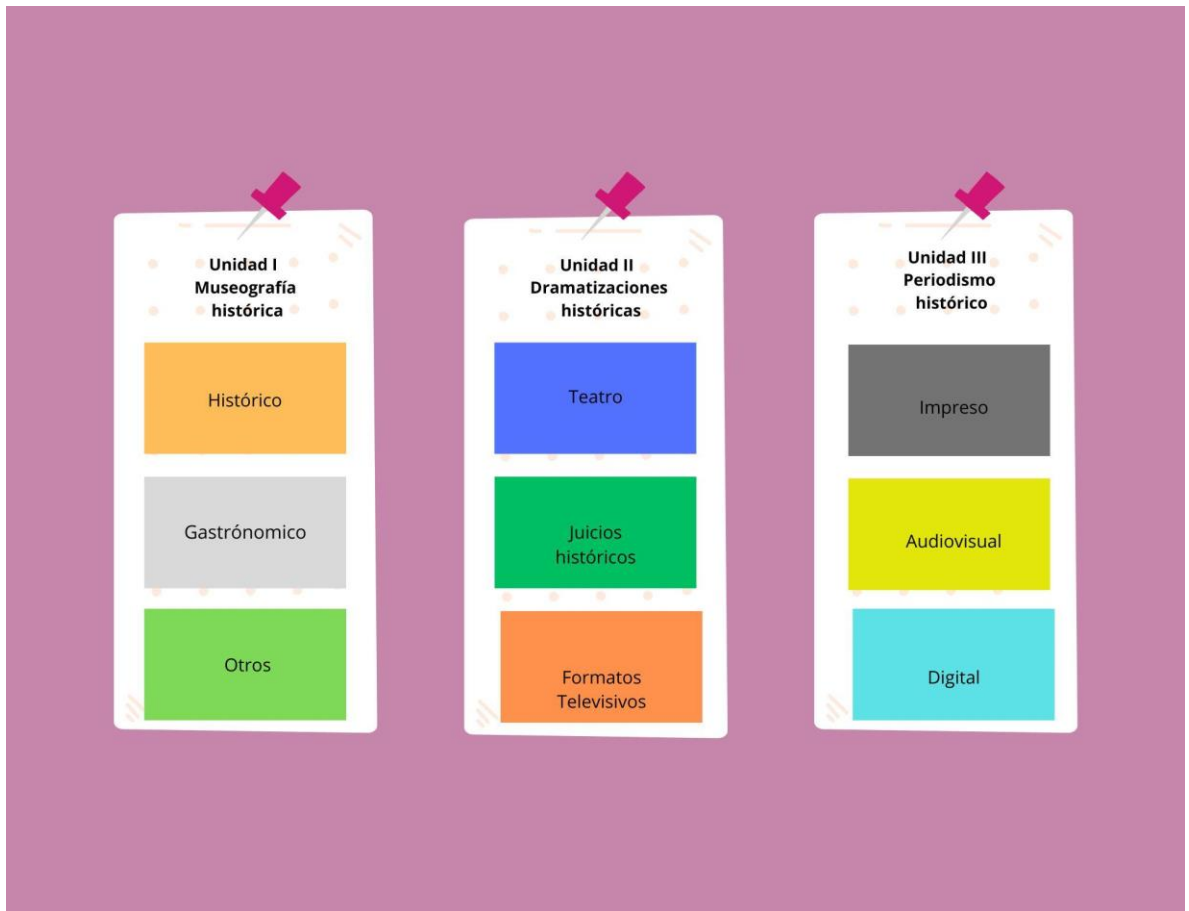 Unidad I
Museografía
histórica
Histórico
Gastrónomico
Otros
Unidad II
Dramatizaciones
históricas
Teatro
Juicios
históricos
Formatos
Televisivos
Unidad III
Periodismo
histórico
Impreso
Audiovisual
Digital